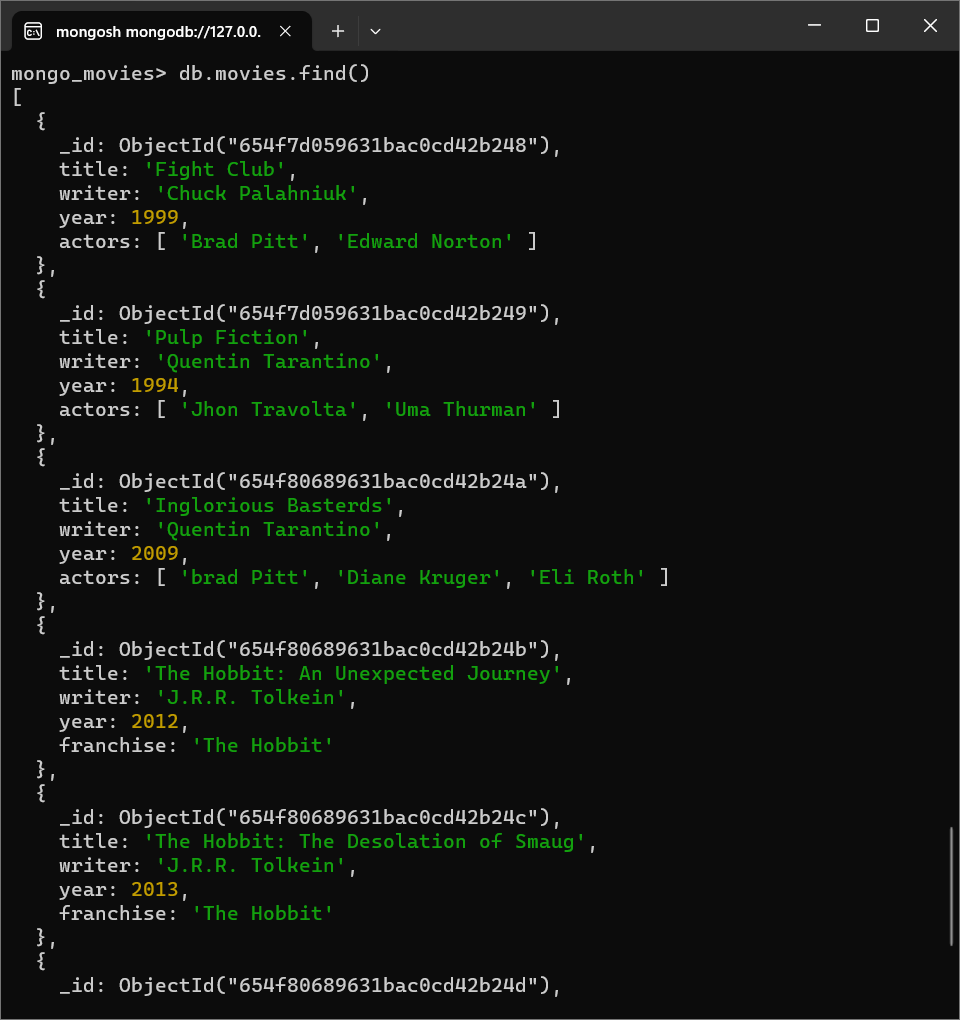 mongosh mongodb://127.0.0.
mongo_movies> db.movies.find()
[
  {
    _id: ObjectId("654f7d059631bac0cd42b248"),
    title: 'Fight Club',
    writer: 'Chuck Palahniuk',
    year: 1999,
    actors: [ 'Brad Pitt', 'Edward Norton' ]
  },
  {
    _id: ObjectId("654f7d059631bac0cd42b249"),
    title: 'Pulp Fiction',
    writer: 'Quentin Tarantino',
    year: 1994,
    actors: [ 'Jhon Travolta', 'Uma Thurman' ]
  },
  {
    _id: ObjectId("654f80689631bac0cd42b24a"),
    title: 'Inglorious Basterds',
    writer: 'Quentin Tarantino',
    year: 2009,
    actors: [ 'brad Pitt', 'Diane Kruger', 'Eli Roth' ]
  },
  {
    _id: ObjectId("654f80689631bac0cd42b24b"),
    title: 'The Hobbit: An Unexpected Journey',
    writer: 'J.R.R. Tolkein',
    year: 2012,
    franchise: 'The Hobbit'
  },
  {
    _id: ObjectId("654f80689631bac0cd42b24c"),
    title: 'The Hobbit: The Desolation of Smaug',
    writer: 'J.R.R. Tolkein',
    year: 2013,
    franchise: 'The Hobbit'
  },
  {
    _id: ObjectId("654f80689631bac0cd42b24d"),